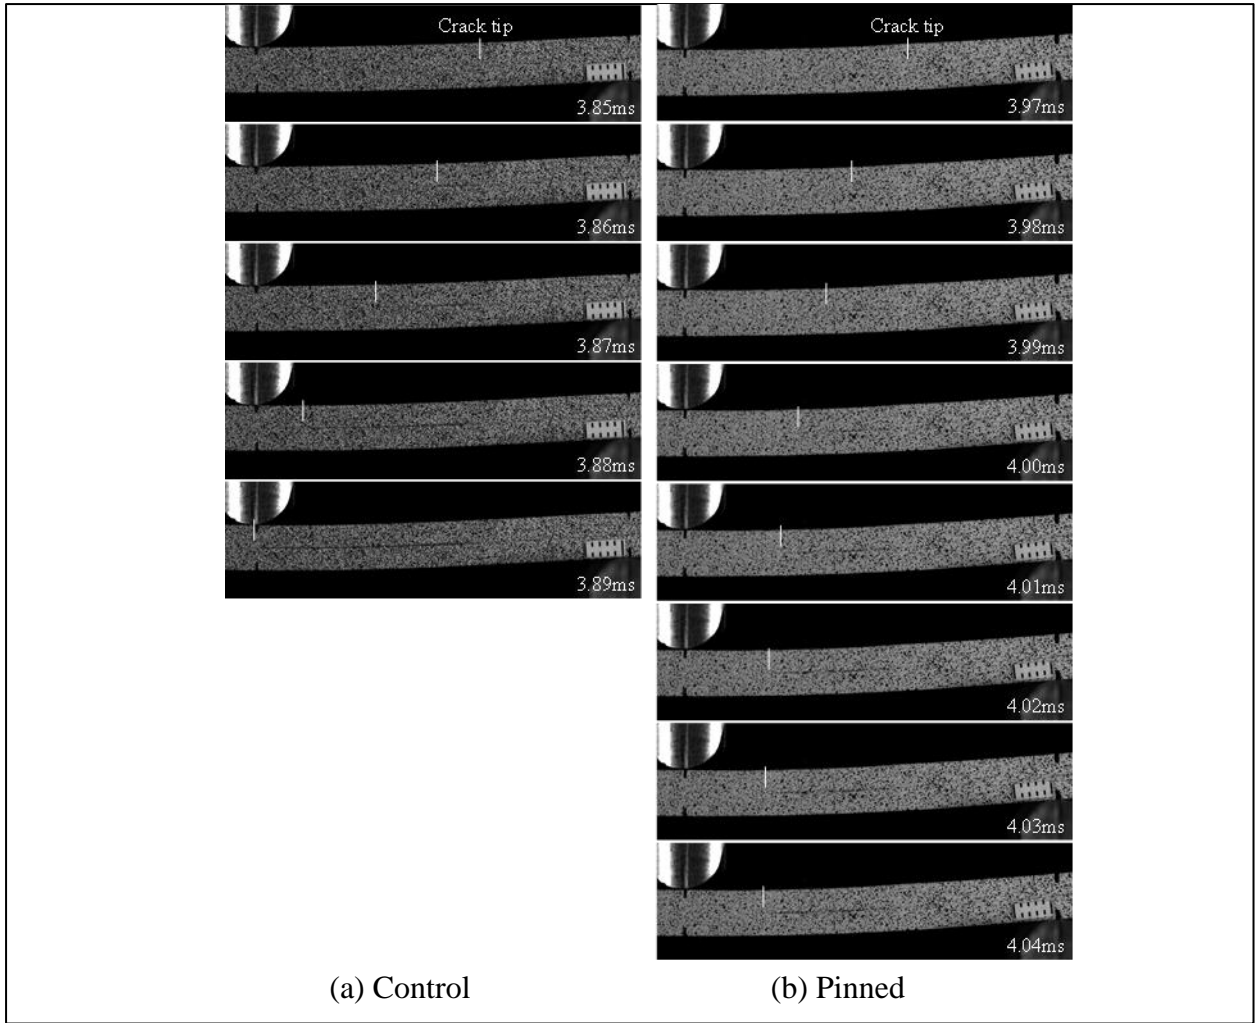 Crack tip
3.85ms
3.86ms
3.87ms
3.88ms
3.89ms
Crack tip
3.97ms
3.98ms
3.99ms
4.00ms
4.01ms
4.02ms
4.03ms
4.04ms
(a) Control
(b) Pinned